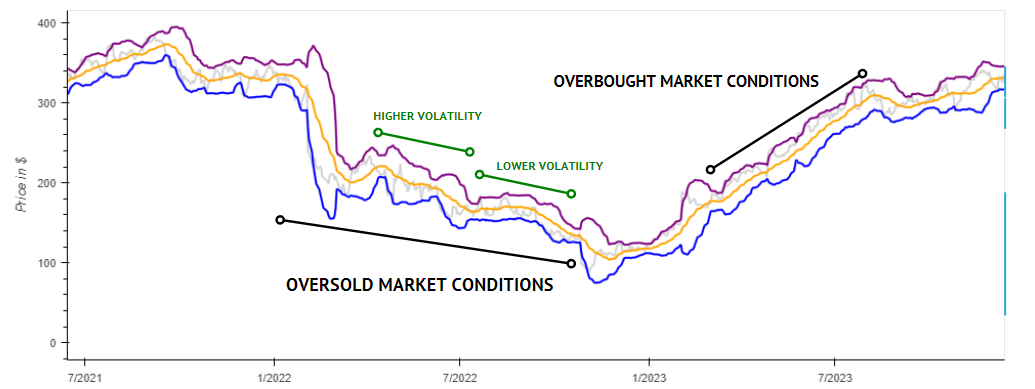 400
OVERBOUGHT MARKET CONDITIONS
300
HIGHER VOLATILITY
LOWER VOLATILITY
Price in $
200
OVERSOLD MARKET CONDITIONS
100
0
7/2021 1/2022 7/2022 1/2023 7/2023